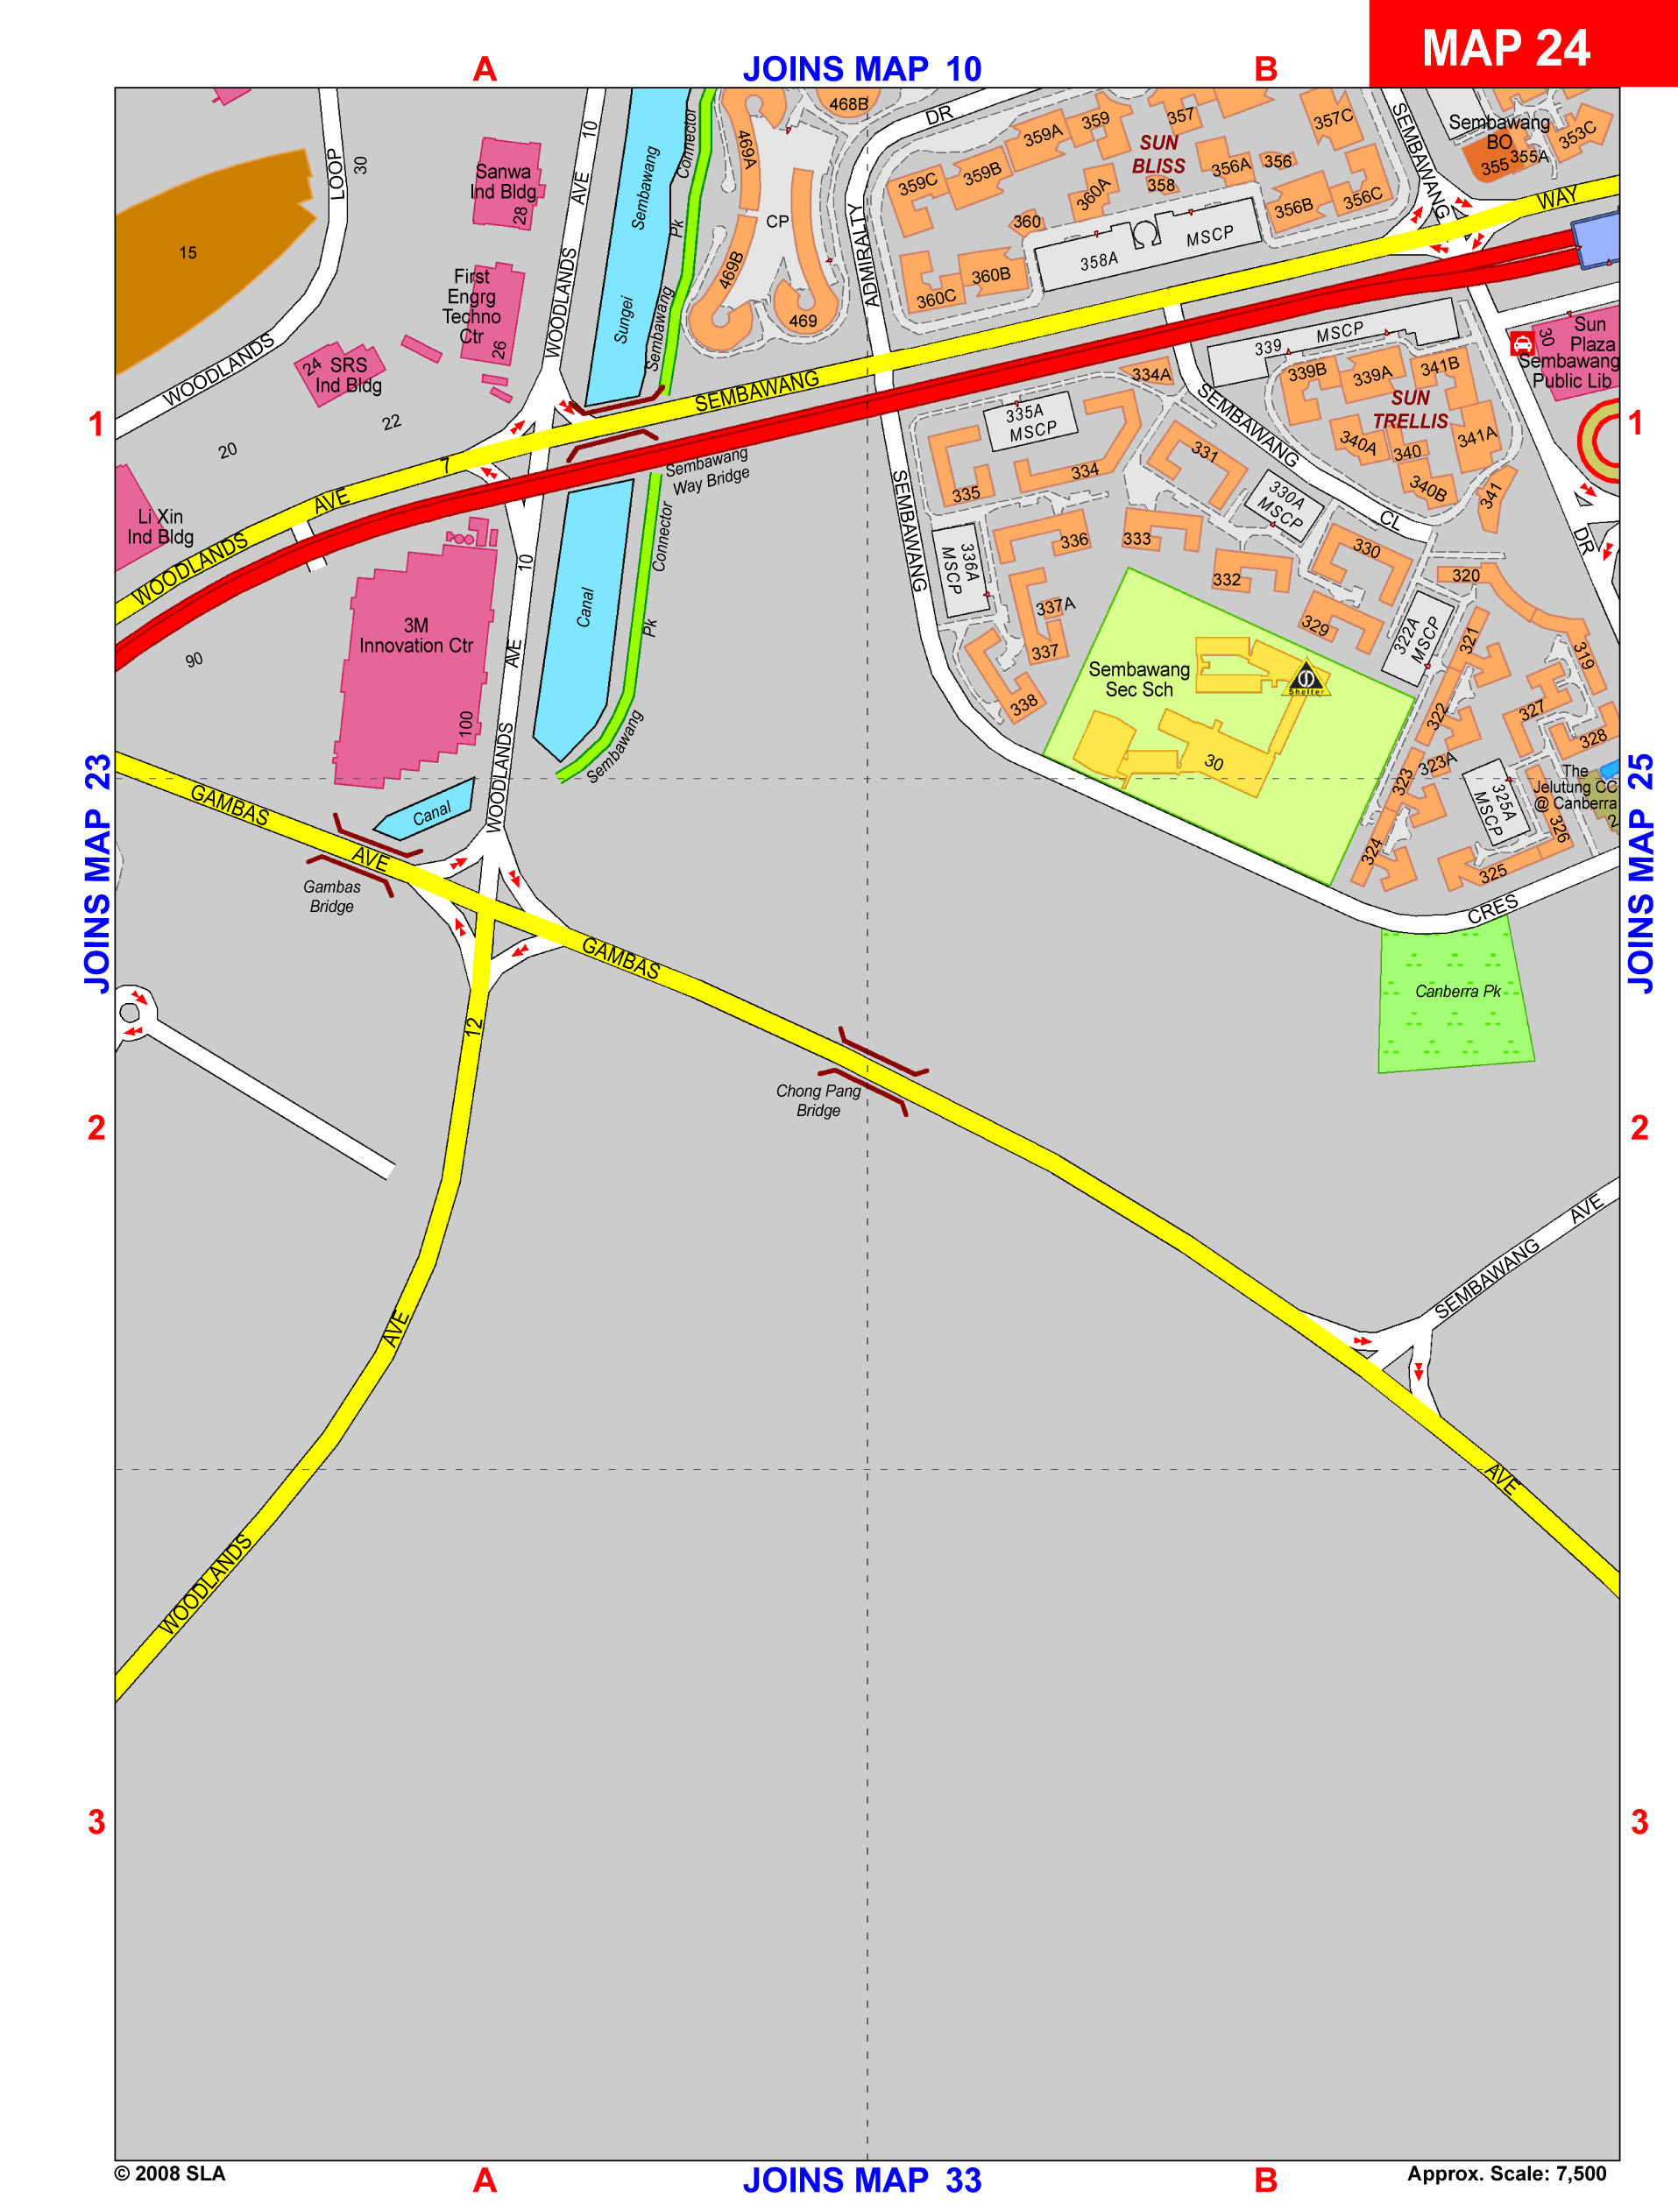 MAP 24
A
JOINS MAP 10
B
LOOP
30
Sanwa
Ind Bldg
28
AVE 10
Sembawang
Connector
Pk
469A
468B
DR
359A
359
357
SUN
BLISS
357C
SEMBAWANG
Sembawang
BO
355
355A
353C
359C
359B
360A
358
356A
356
356B
356C
WAY
15
CP
ADMIRALTY
360
358A
MSCP
First
Engrg
Techno
Ctr
26
WOODLANDS
Sungei
Sembawang
469B
469
360C
360B
24
SRS
Ind Bldg
WOODLANDS
339
MSCP
30
Sun
Plaza
Sembawang
Public Lib
1
22
20
7
SEMBAWANG
334A
339B
339A
341B
SUN
TRELLIS
1
335A
MSCP
SEMBAWANG
340A
340
341A
AVE
Sembawang
Way Bridge
335
334
331
340B
341
Li Xin
Ind Bldg
WOODLANDS
10
Connector
SEMBAWANG
330A
MSCP
CL
DR
336A
MSCP
336
333
330
Canal
332
320
3M
Innovation Ctr
AVE
Pk
337A
337
329
322A
MSCP
321
319
90
Sembawang
Sec Sch
Shelter
338
322
327
328
100
WOODLANDS
Sembawang
30
323A
323
The
Jelutung CC
@ Canberra
JOINS MAP 23
JOINS MAP 25
GAMBAS
Canal
325A
MSCP
326
AVE
324
325
Gambas
Bridge
CRES
GAMBAS
Canberra Pk
12
Chong Pang
Bridge
2
2
AVE
SEMBAWANG
AVE
AVE
WOODLANDS
3
3
© 2008 SLA
A
JOINS MAP 33
B
Approx. Scale: 7,500